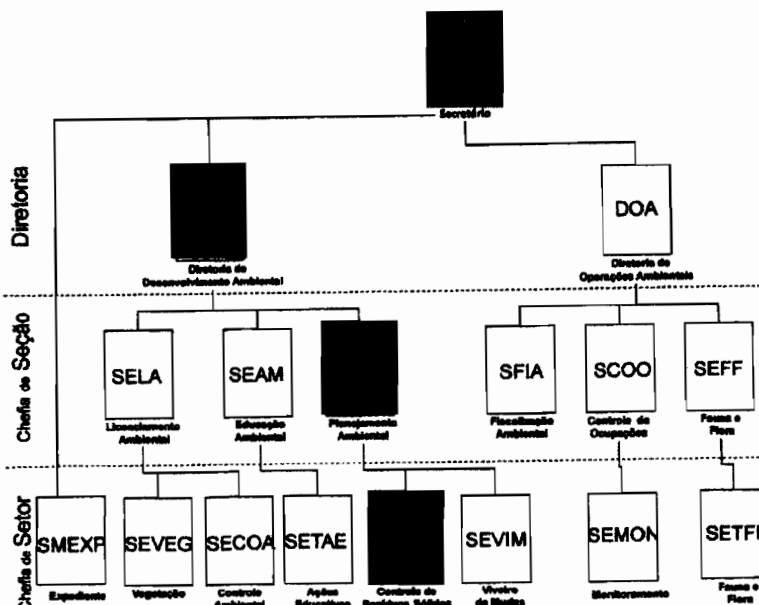 Secretário
Diretoria
DOA
Diretoria de
Desenvolvimento Ambiental
Diretoria de
Operações Ambientais
Chefia de Seção
SELA
SEAM
SFIA
SCOO
SEFF
Licenciamento
Ambiental
Educação
Ambiental
Planejamento
Ambiental
Fiscalização
Ambiental
Controle de
Ocupações
Fauna e
Flora
Chefia de Setor
SMEXP
SEVEG
SECOA
SETAE
SEVIM
SEMON
Expediente
Vegetação
Controle
Ambiental
Ações
Educativas
Controle de
Resíduos Sólidos
Viveiro
de Mudas
Monitoramento
Fauna e
Flora